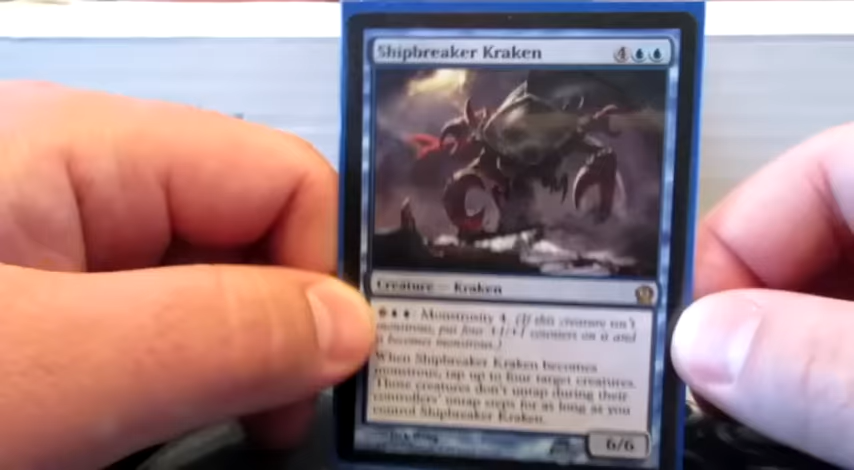 Shipbreaker Kraken 4
Creature — Kraken
: Monstrosity 4. (If this creature isn't
monstrous, put four +1/+1 counters on it and
it becomes monstrous.)
When Shipbreaker Kraken becomes
monstrous, tap up to four target creatures.
Those creatures don't untap during their
controllers' untap steps for as long as you
control Shipbreaker Kraken.
6/6